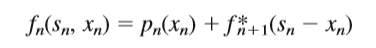 fₙ(sₙ, xₙ) = pₙ(xₙ) + f*ₙ₊₁(sₙ − xₙ)